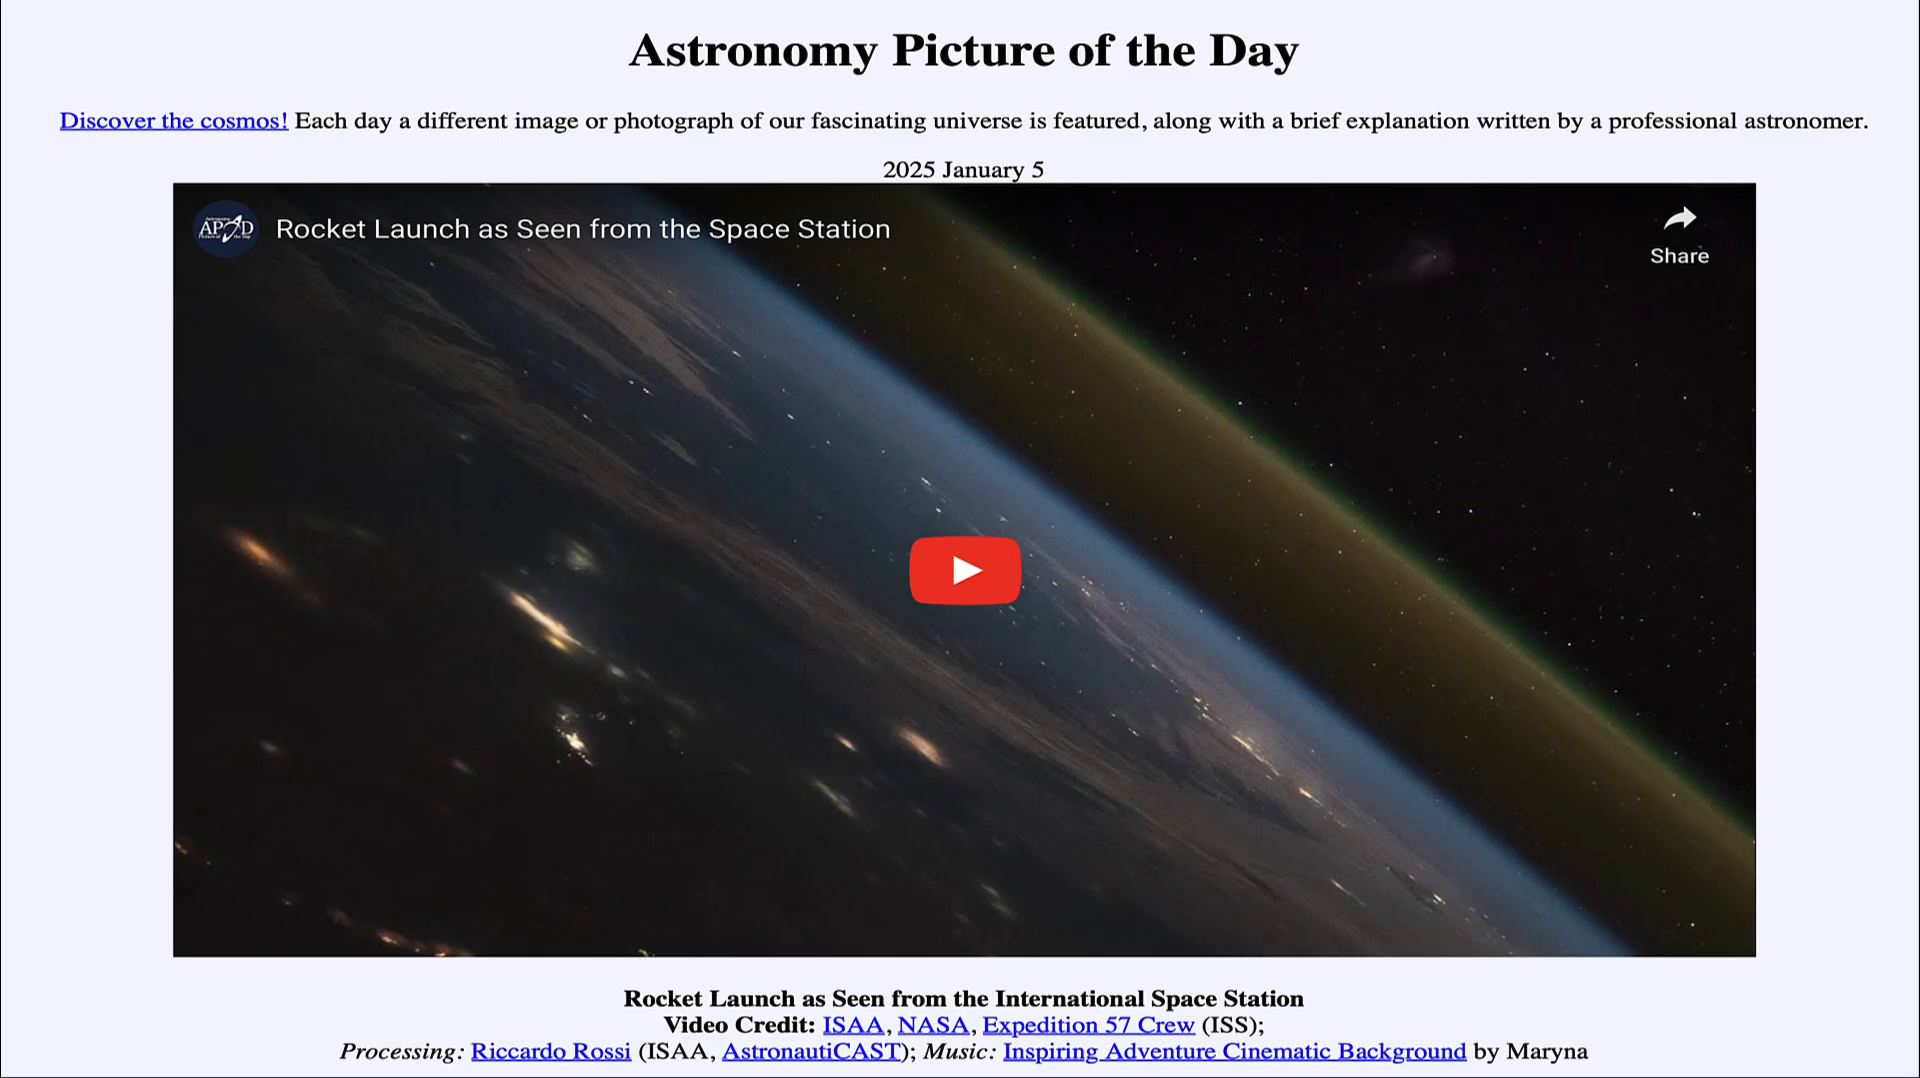 Astronomy Picture of the Day
Discover the cosmos! Each day a different image or photograph of our fascinating universe is featured, along with a brief explanation written by a professional astronomer.
2025 January 5
APOD
Rocket Launch as Seen from the Space Station
Share
Rocket Launch as Seen from the International Space Station
Video Credit: ISAA, NASA, Expedition 57 Crew (ISS);
Processing: Riccardo Rossi (ISAA, AstronautiCAST); Music: Inspiring Adventure Cinematic Background by Maryna